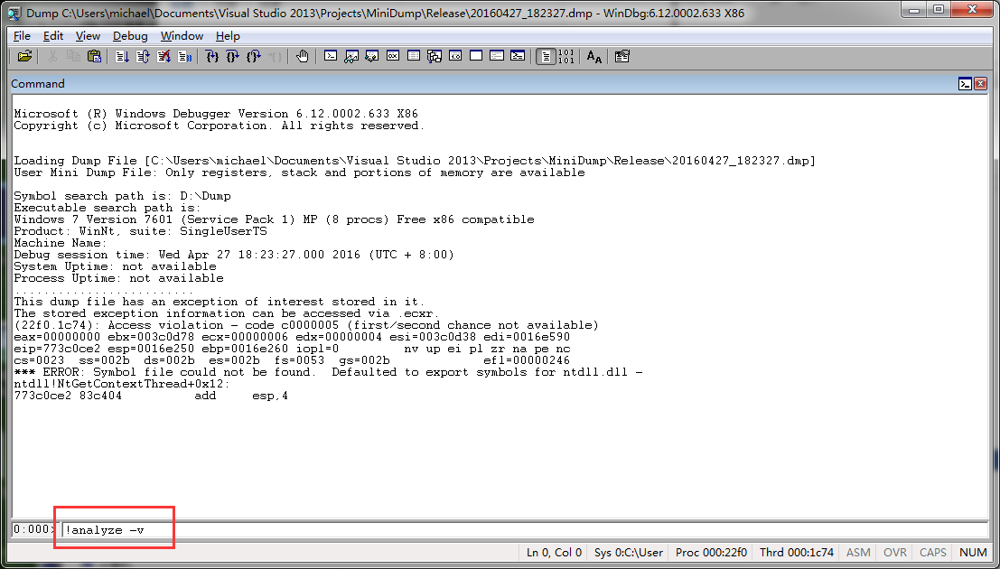 Dump C:\Users\michael\Documents\Visual Studio 2013\Projects\MiniDump\Release\20160427_182327.dmp - WinDbg:6.12.0002.633 X86
File Edit View Debug Window Help
Command
Microsoft (R) Windows Debugger Version 6.12.0002.633 X86
Copyright (c) Microsoft Corporation. All rights reserved.
Loading Dump File [C:\Users\michael\Documents\Visual Studio 2013\Projects\MiniDump\Release\20160427_182327.dmp]
User Mini Dump File: Only registers, stack and portions of memory are available
Symbol search path is: D:\Dump
Executable search path is:
Windows 7 Version 7601 (Service Pack 1) MP (8 procs) Free x86 compatible
Product: WinNt, suite: SingleUserTS
Machine Name:
Debug session time: Wed Apr 27 18:23:27.000 2016 (UTC + 8:00)
System Uptime: not available
Process Uptime: not available
.........................
This dump file has an exception of interest stored in it.
The stored exception information can be accessed via .ecxr.
(22f0.1c74): Access violation - code c0000005 (first/second chance not available)
eax=00000000 ebx=003c0d78 ecx=00000006 edx=00000004 esi=003c0d38 edi=0016e590
eip=773c0ce2 esp=0016e250 ebp=0016e260 iopl=0 nv up ei pl zr na pe nc
cs=0023 ss=002b ds=002b es=002b fs=0053 gs=002b efl=00000246
*** ERROR: Symbol file could not be found. Defaulted to export symbols for ntdll.dll -
ntdll!NtGetContextThread+0x12:
773c0ce2 83c404 add esp,4
0:000> !analyze -v
Ln 0, Col 0 Sys 0:C:\User Proc 000:22f0 Thrd 000:1c74 ASM OVR CAPS NUM